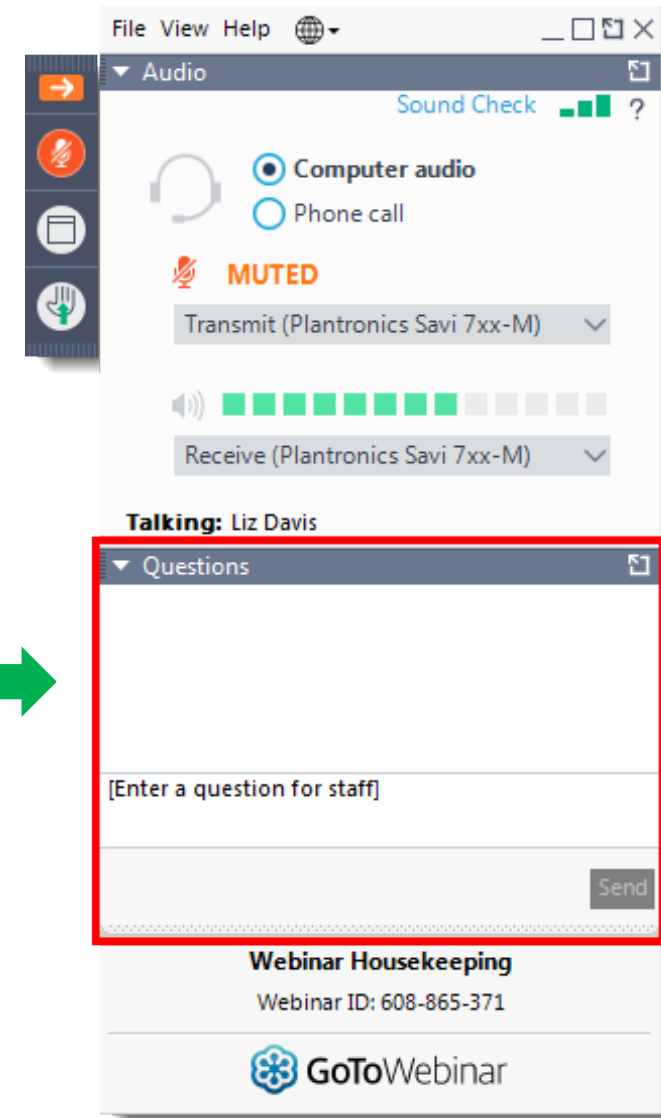 File View Help
Audio
Sound Check ?
Computer audio
Phone call
MUTED
Transmit (Plantronics Savi 7xx-M)
Receive (Plantronics Savi 7xx-M)
Talking: Liz Davis
Questions
[Enter a question for staff]
Send
Webinar Housekeeping
Webinar ID: 608-865-371
GoToWebinar